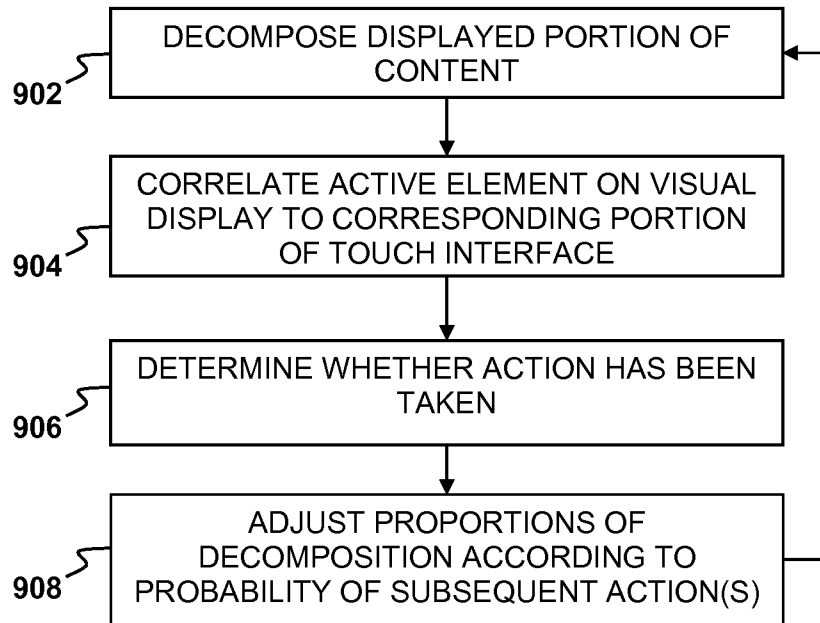 DECOMPOSE DISPLAYED PORTION OF
CONTENT
902
CORRELATE ACTIVE ELEMENT ON VISUAL
DISPLAY TO CORRESPONDING PORTION
OF TOUCH INTERFACE
904
DETERMINE WHETHER ACTION HAS BEEN
TAKEN
906
ADJUST PROPORTIONS OF
DECOMPOSITION ACCORDING TO
PROBABILITY OF SUBSEQUENT ACTION(S)
908